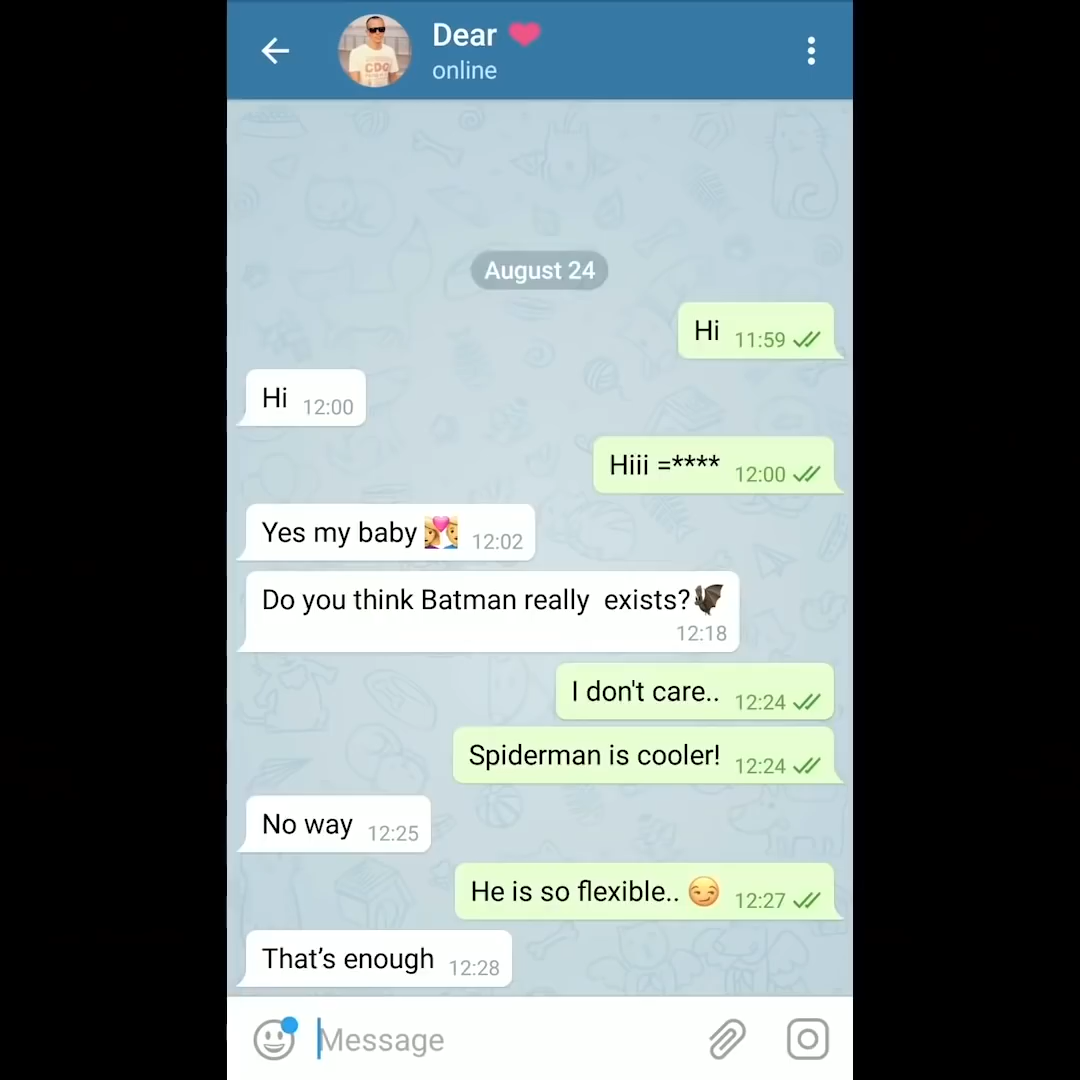 Dear ❤
online
CDG
August 24
Hi 11:59
Hi 12:00
Hiii =**** 12:00
Yes my baby 💏 12:02
Do you think Batman really exists?🦇
12:18
I don't care.. 12:24
Spiderman is cooler! 12:24
No way 12:25
He is so flexible.. 😏 12:27
That’s enough 12:28
Message